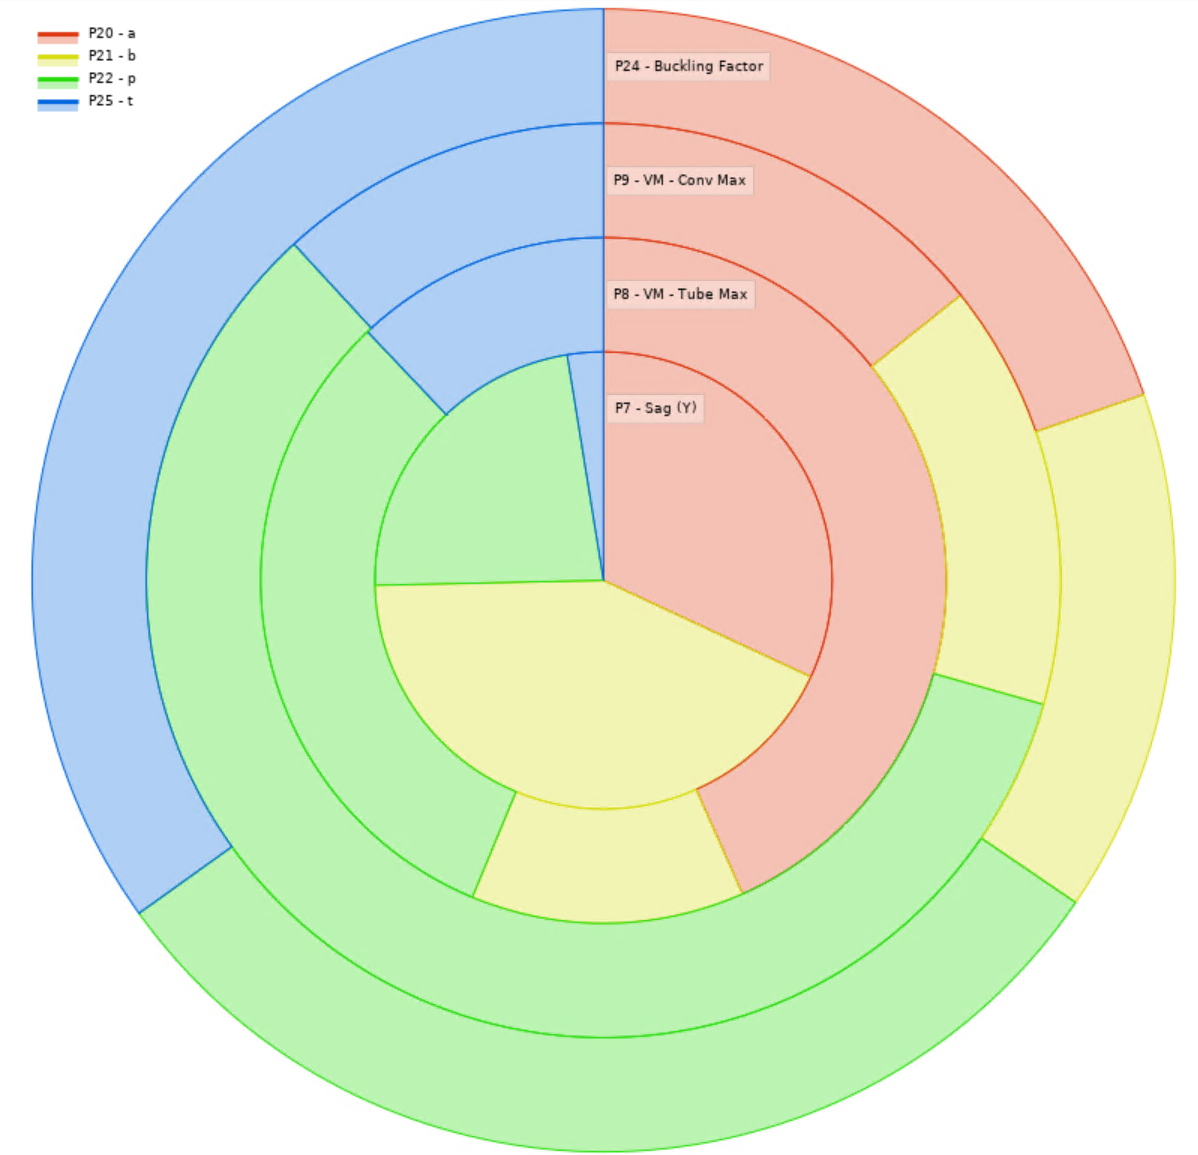 P20 - a
P21 - b
P22 - p
P25 - t
P24 - Buckling Factor
P9 - VM - Conv Max
P8 - VM - Tube Max
P7 - Sag (Y)